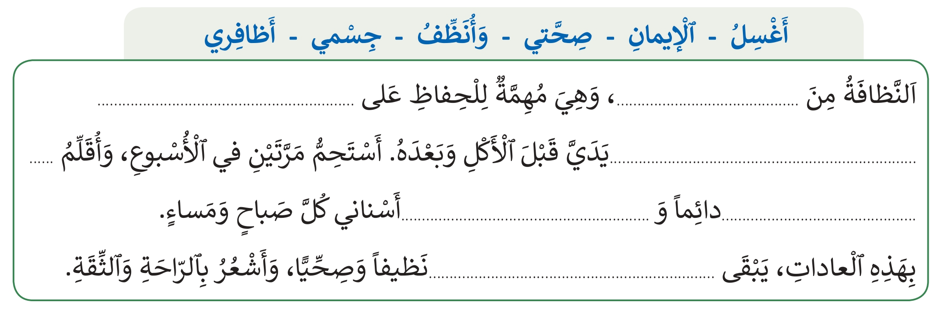 أَغْسِلُ - ٱلْإيمانِ - صِحَّتي - وَأُنَظِّفُ - جِسْمي - أَظافِري
اَلنَّظافَةُ مِنَ ..............................، وَهِيَ مُهِمَّةٌ لِلْحِفاظِ عَلى ..............................
..............................يَدَيَّ قَبْلَ ٱلْأَكْلِ وَبَعْدَهُ. أَسْتَحِمُّ مَرَّتَيْنِ في ٱلْأُسْبوعِ، وَأُقَلِّمُ ......
..............................دائِماً وَ ..............................أَسْناني كُلَّ صَباحٍ وَمَساءٍ.
بِهَذِهِ ٱلْعاداتِ، يَبْقَى ..............................نَظيفاً وَصِحِّيًّا، وَأَشْعُرُ بِٱلرّاحَةِ وَٱلثِّقَةِ.